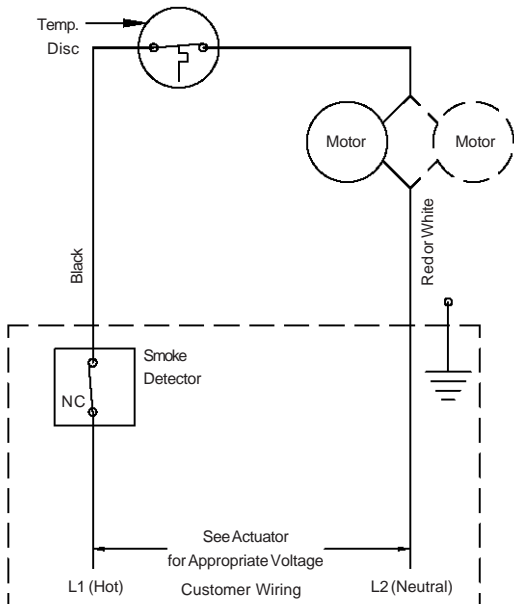 Temp.
Disc
Motor
Motor
Black
Red or White
Smoke
Detector
NC
See Actuator
for Appropriate Voltage
L1 (Hot)
Customer Wiring
L2 (Neutral)